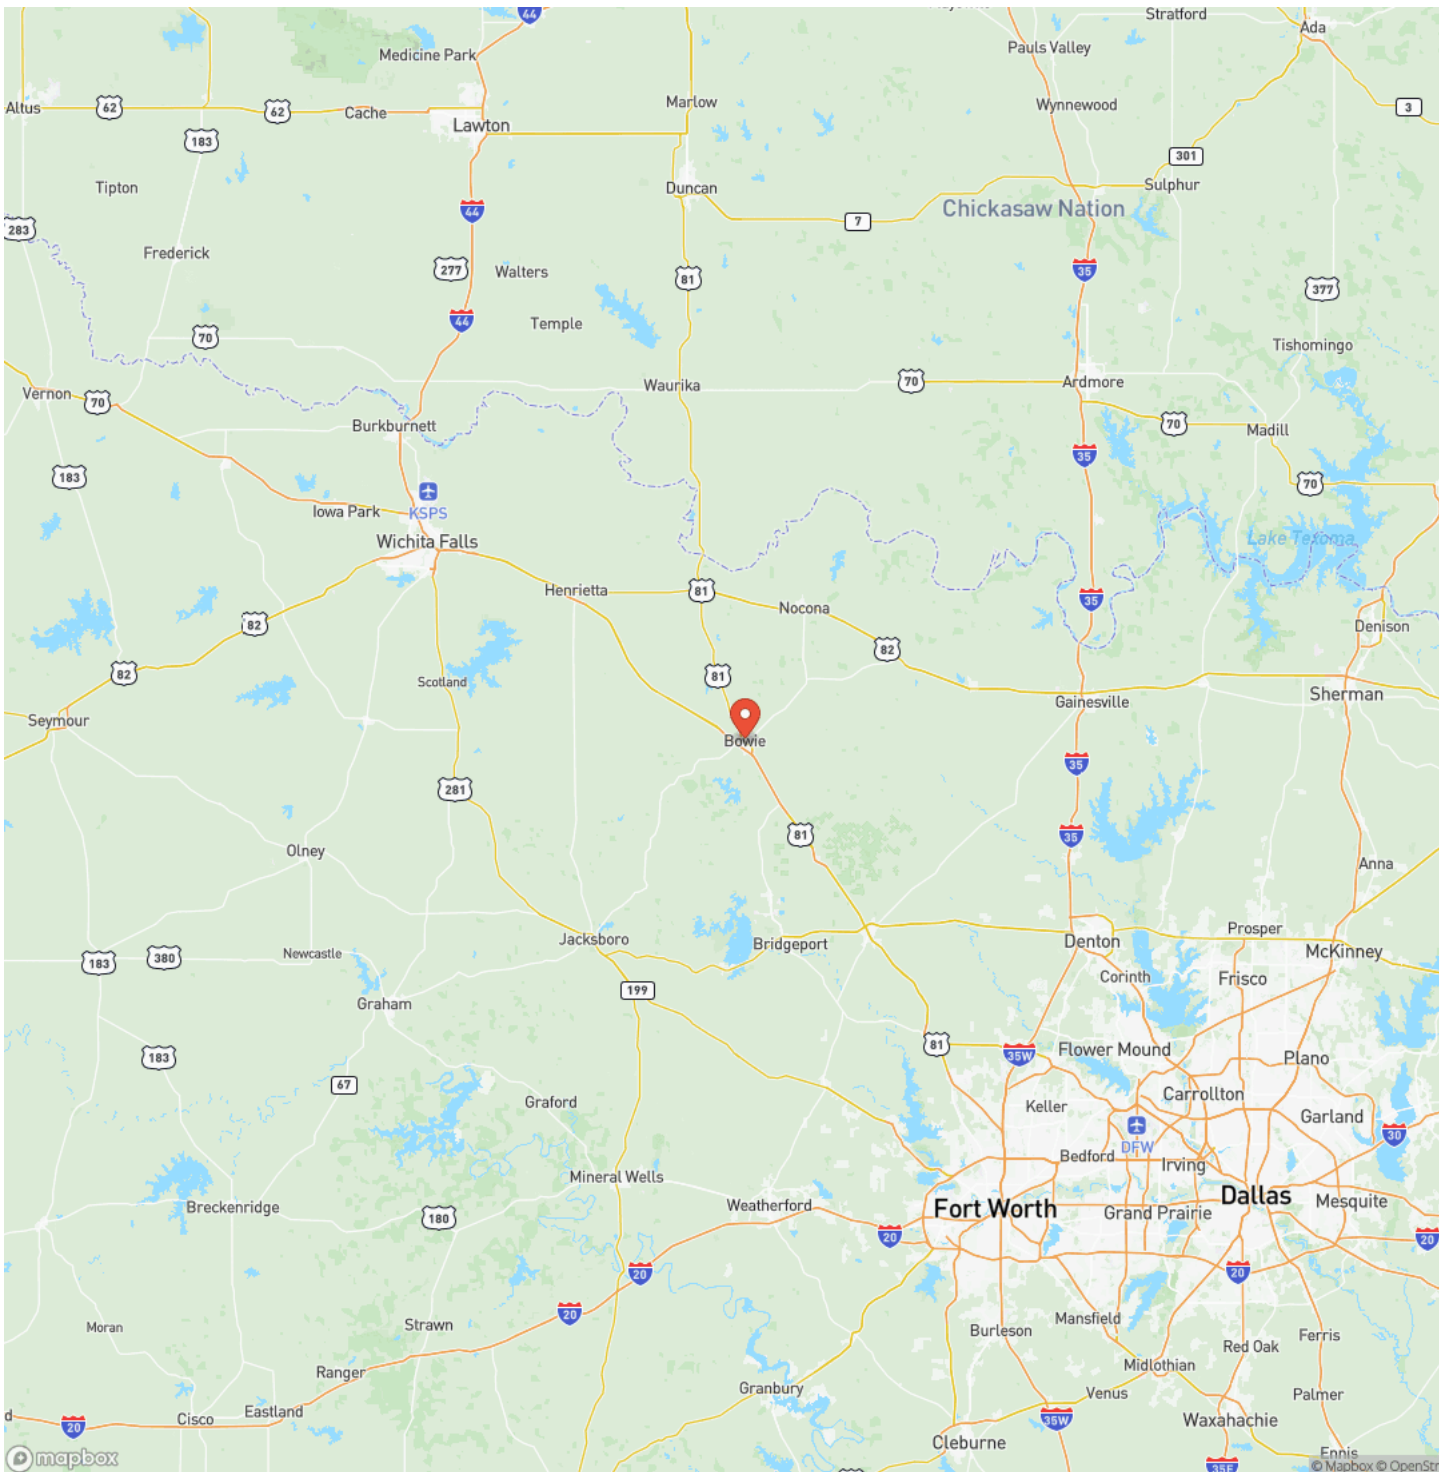 44
Stratford
Ada
Medicine Park
Pauls Valley
Altus
62
62
Cache
Marlow
Wynnewood
3
Lawton
183
301
Tipton
Duncan
Sulphur
44
Chickasaw Nation
7
283
Frederick
277
Walters
81
35
377
44
Temple
70
Tishomingo
Waurika
70
Ardmore
Vernon
70
Burkburnett
70
Madill
35
183
70
KSPS
Iowa Park
Wichita Falls
Lake Texoma
Henrietta
81
Nocona
35
82
Denison
82
82
Scotland
81
Sherman
Gainesville
Seymour
Bowie
35
281
81
35
Olney
Anna
Prosper
Jacksboro
Bridgeport
Denton
McKinney
183
380
Newcastle
Corinth
Frisco
199
Graham
81
35W
Flower Mound
Plano
183
67
Carrollton
Graford
Keller
Garland
DFW
30
Bedford
Irving
Mineral Wells
Dallas
Breckenridge
Weatherford
Fort Worth
Grand Prairie
Mesquite
180
20
20
20
20
20
Moran
Strawn
Mansfield
Burleson
Ferris
Red Oak
Ranger
Midlothian
Granbury
Venus
Palmer
d
20
Cisco
Eastland
35W
Waxahachie
Cleburne
Ennis
mapbox
35E
© Mapbox © OpenStr